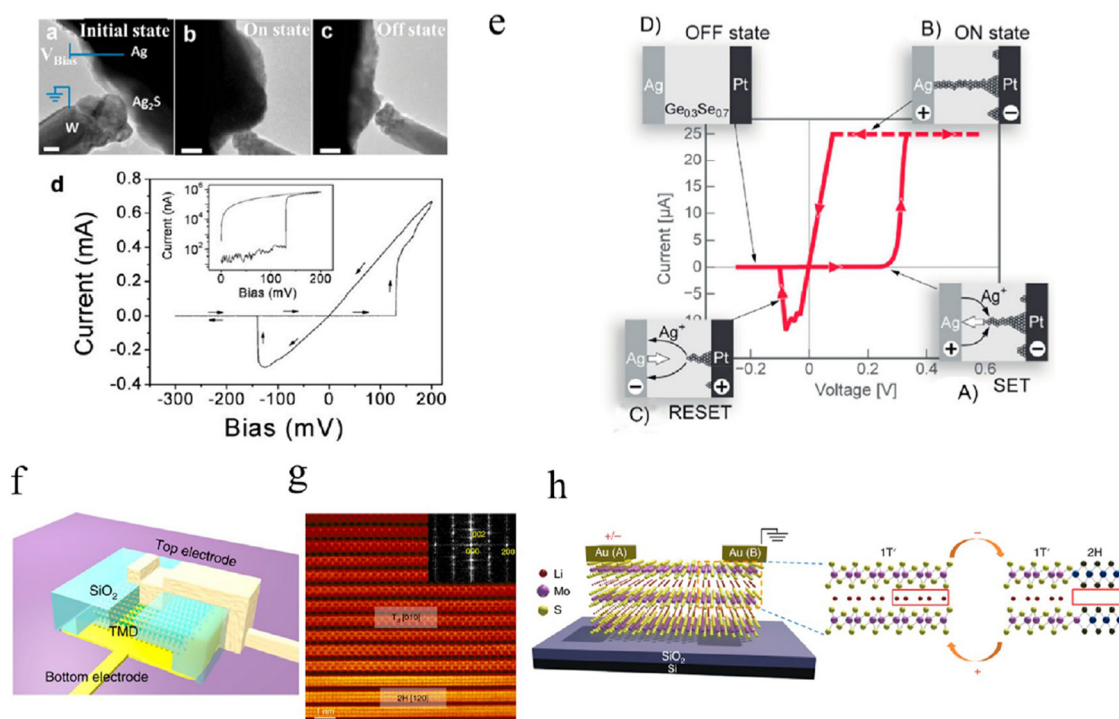 a
Initial state
V_Bias
Ag
Ag₂S
W
b
On state
c
Off state
d
Current (mA)
0.8
0.6
0.4
0.2
0.0
-0.2
-0.4
-300
-200
-100
0
100
200
Bias (mV)
Current (nA)
10⁶
10⁴
10²
0
100
200
Bias (mV)
e
D)
OFF state
Ag
Pt
Ge₀.₃Se₀.₇
B)
ON state
Ag
Pt
+
−
Current [µA]
25
20
15
10
5
0
-5
-0.2
0
0.2
0.4
0.6
Voltage [V]
Ag⁺
Ag
Pt
−
+
C)
RESET
Ag⁺
Ag
Pt
+
−
A)
SET
f
Top electrode
SiO₂
TMD
Bottom electrode
g
002
000
200
2H [120]
1 nm
h
+/−
Au (A)
Au (B)
Li
Mo
S
SiO₂
Si
1T′
−
+
1T′
2H